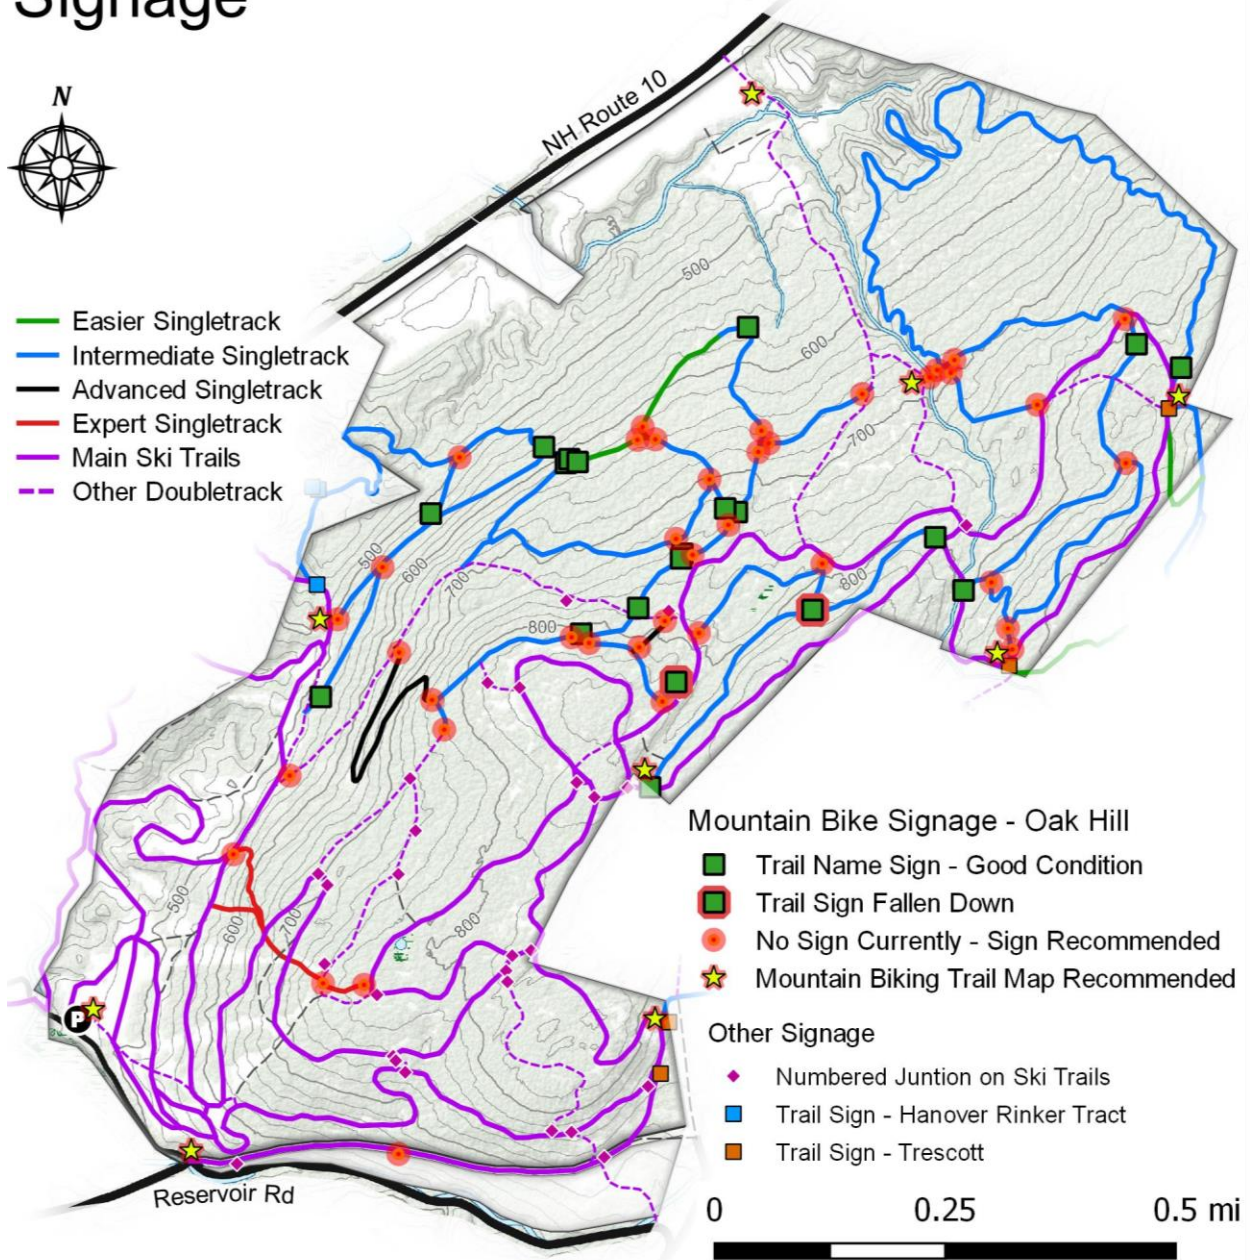 Signage
N
NH Route 10
Easier Singletrack
Intermediate Singletrack
Advanced Singletrack
Expert Singletrack
Main Ski Trails
Other Doubletrack
500
600
700
500
600
700
800
800
500
600
700
800
P
Reservoir Rd
Mountain Bike Signage - Oak Hill
Trail Name Sign - Good Condition
Trail Sign Fallen Down
No Sign Currently - Sign Recommended
Mountain Biking Trail Map Recommended
Other Signage
Numbered Juntion on Ski Trails
Trail Sign - Hanover Rinker Tract
Trail Sign - Trescott
0 0.25 0.5 mi